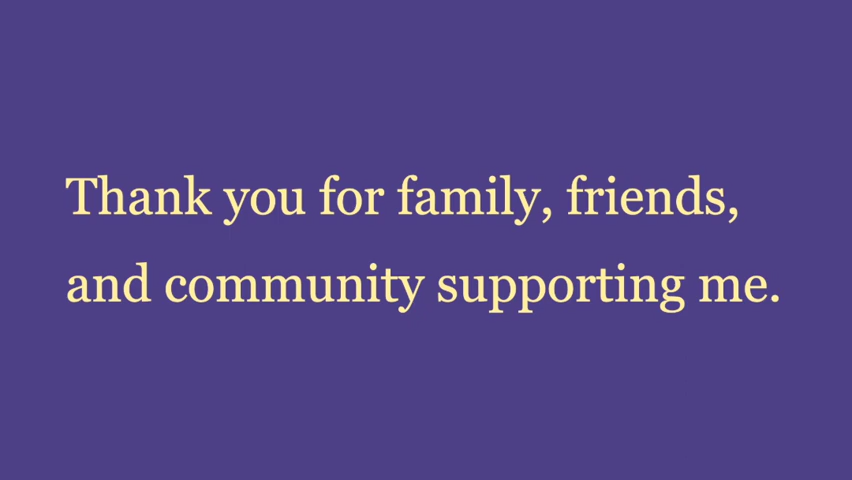 Thank you for family, friends,
and community supporting me.